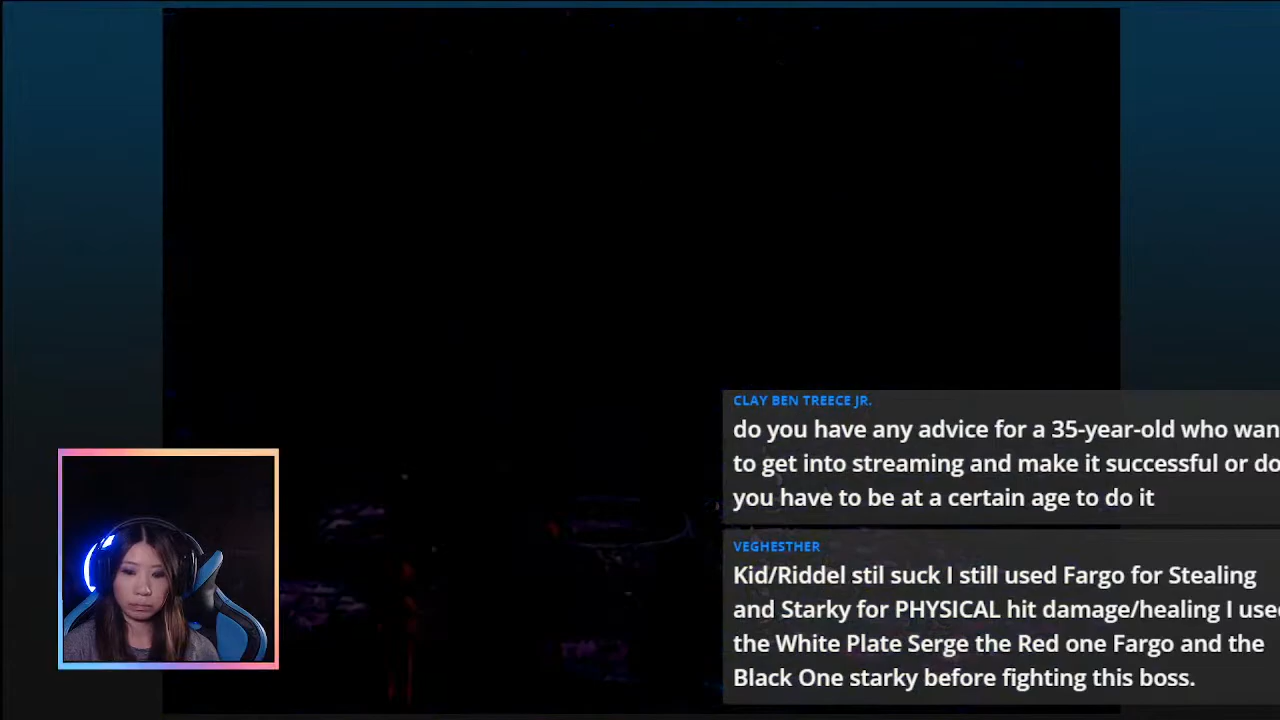 CLAY BEN TREECE JR.
do you have any advice for a 35-year-old who wan
to get into streaming and make it successful or do
you have to be at a certain age to do it
VEGHESTHER
Kid/Riddel stil suck I still used Fargo for Stealing
and Starky for PHYSICAL hit damage/healing I use
the White Plate Serge the Red one Fargo and the
Black One starky before fighting this boss.